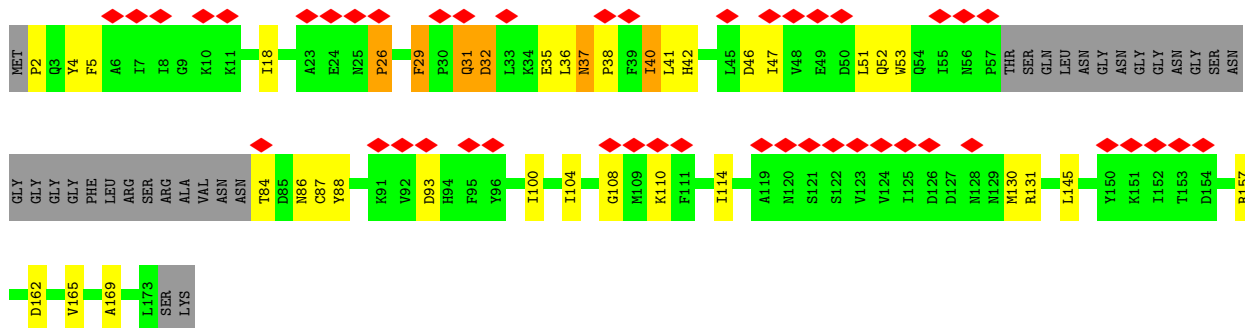 MET P2 Q3 Y4 F5 A6 I7 I8 G9 K10 K11 I18 A23 E24 N25 P26 F29 P30 Q31 D32 L33 K34 E35 L36 N37 P38 F39 I40 L41 H42 L45 D46 I47 V48 E49 D50 L51 Q52 W53 Q54 I55 N56 P57 THR SER GLN LEU ASN GLY ASN GLY GLY ASN GLY SER ASN
GLY GLY GLY GLY PHE LEU ARG SER ARG ALA VAL ASN ASN T84 D85 N86 C87 Y88 K91 V92 D93 H94 F95 Y96 I100 I104 G108 M109 K110 F111 I114 A119 N120 S121 S122 V123 V124 I125 D126 D127 N128 N129 M130 R131 L145 Y150 K151 I152 T153 D154 R157
D162 V165 A169 L173 SER LYS